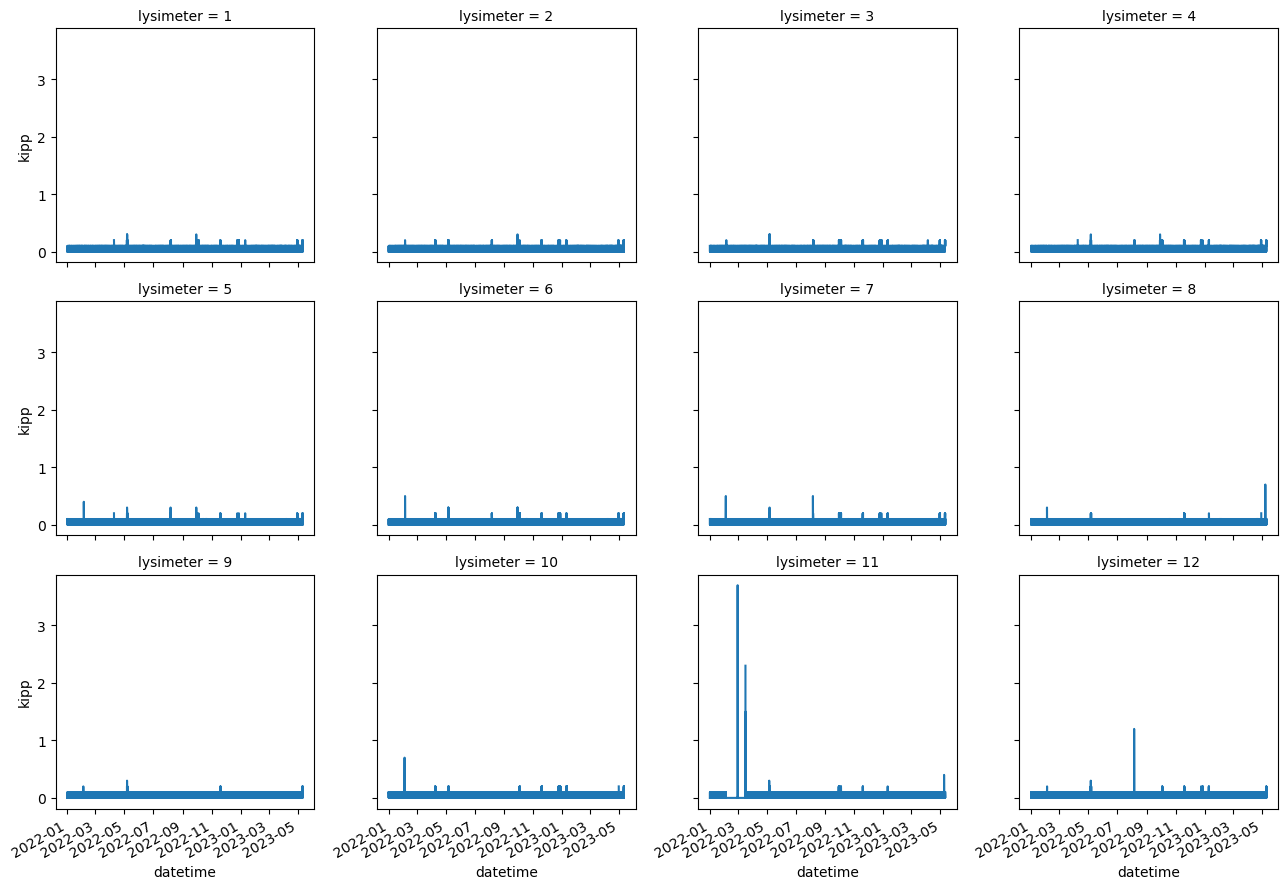 lysimeter = 1
lysimeter = 2
lysimeter = 3
lysimeter = 4
kipp
3
2
1
0
lysimeter = 5
lysimeter = 6
lysimeter = 7
lysimeter = 8
kipp
3
2
1
0
lysimeter = 9
lysimeter = 10
lysimeter = 11
lysimeter = 12
kipp
3
2
1
0
2022-01 2022-03 2022-05 2022-07 2022-09 2022-11 2023-01 2023-03 2023-05
datetime
2022-01 2022-03 2022-05 2022-07 2022-09 2022-11 2023-01 2023-03 2023-05
datetime
2022-01 2022-03 2022-05 2022-07 2022-09 2022-11 2023-01 2023-03 2023-05
datetime
2022-01 2022-03 2022-05 2022-07 2022-09 2022-11 2023-01 2023-03 2023-05
datetime